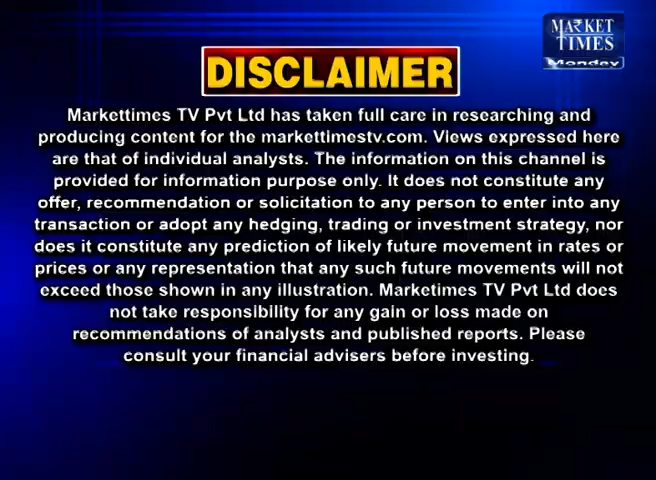 MARKET
TIMES
Monday
DISCLAIMER
Markettimes TV Pvt Ltd has taken full care in researching and
producing content for the markettimestv.com. Views expressed here
are that of individual analysts. The information on this channel is
provided for information purpose only. It does not constitute any
offer, recommendation or solicitation to any person to enter into any
transaction or adopt any hedging, trading or investment strategy, nor
does it constitute any prediction of likely future movement in rates or
prices or any representation that any such future movements will not
exceed those shown in any illustration. Marketimes TV Pvt Ltd does
not take responsibility for any gain or loss made on
recommendations of analysts and published reports. Please
consult your financial advisers before investing.